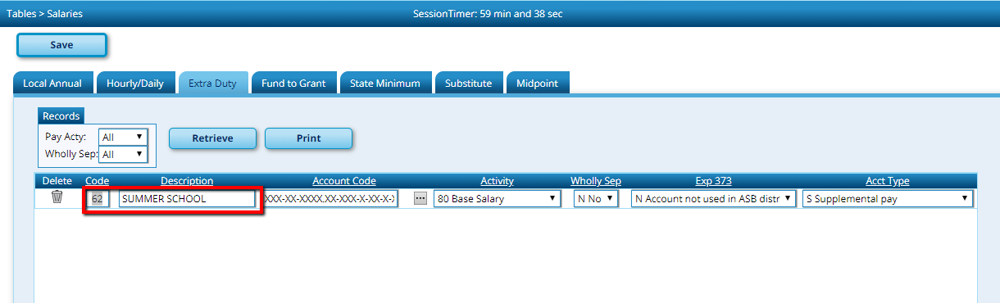 Tables > Salaries SessionTimer: 59 min and 38 sec
Save
Local Annual Hourly/Daily Extra Duty Fund to Grant State Minimum Substitute Midpoint
Records
Pay Acty: All Retrieve Print
Wholly Sep: All
Delete Code Description Account Code Activity Wholly Sep Exp 373 Acct Type
62 SUMMER SCHOOL XXX-XX-XXXX.XX-XXX-X-XX-X-X ... 80 Base Salary N No N Account not used in ASB distr S Supplemental pay